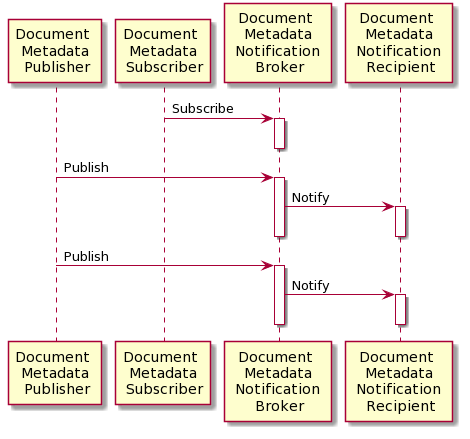 Document
Metadata
Publisher
Document
Metadata
Subscriber
Document
Metadata
Notification
Broker
Document
Metadata
Notification
Recipient
Subscribe
Publish
Notify
Publish
Notify
Document
Metadata
Publisher
Document
Metadata
Subscriber
Document
Metadata
Notification
Broker
Document
Metadata
Notification
Recipient